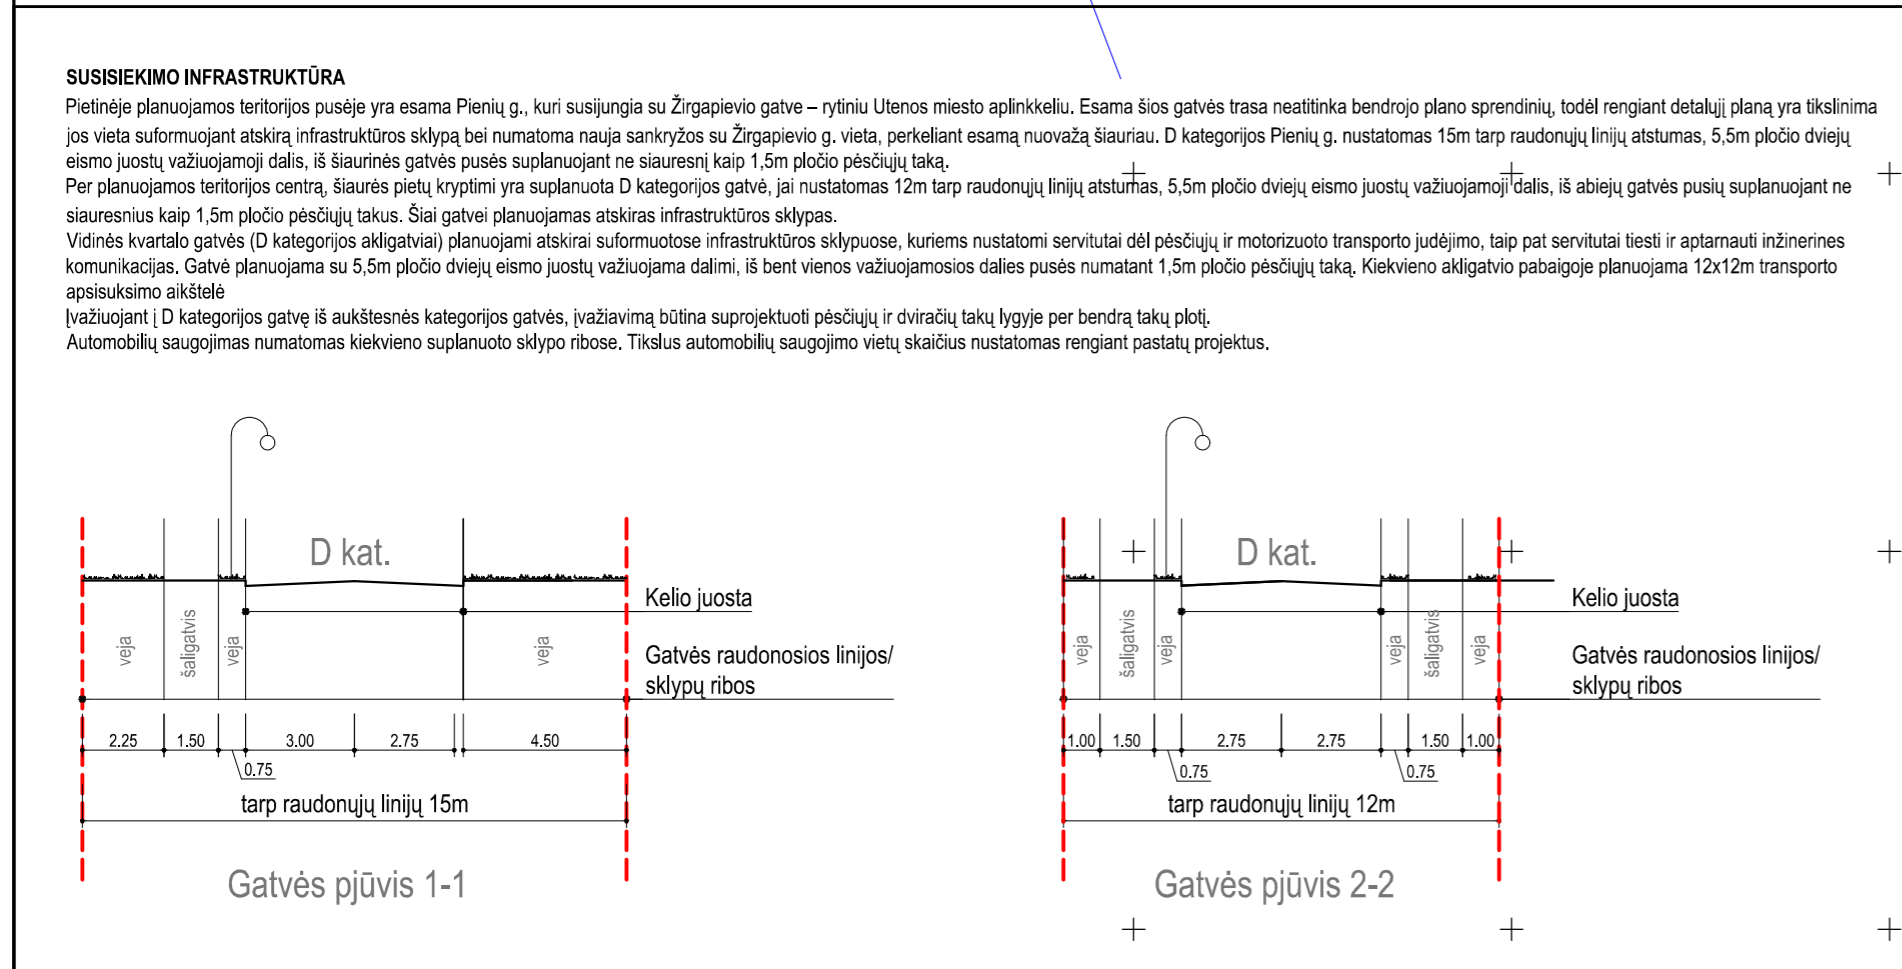 SUSISIEKIMO INFRASTRUKTŪRA
Pietinėje planuojamos teritorijos pusėje yra esama Pienių g., kuri susijungia su Žirgapievio gatve – rytiniu Utenos miesto aplinkkeliu. Esama šios gatvės trasa neatitinka bendrojo plano sprendinių, todėl rengiant detalųjį planą yra tikslinima
jos vieta suformuojant atskirą infrastruktūros sklypą bei numatoma nauja sankryžos su Žirgapievio g. vieta, perkeliant esamą nuovažą šiauriau. D kategorijos Pienių g. nustatomas 15m tarp raudonųjų linijų atstumas, 5,5m pločio dviejų
eismo juostų važiuojamoji dalis, iš šiaurinės gatvės pusės suplanuojant ne siauresnį kaip 1,5m pločio pėsčiųjų taką.
Per planuojamos teritorijos centrą, šiaurės pietų kryptimi yra suplanuota D kategorijos gatvė, jai nustatomas 12m tarp raudonųjų linijų atstumas, 5,5m pločio dviejų eismo juostų važiuojamoji dalis, iš abiejų gatvės pusių suplanuojant ne
siauresnius kaip 1,5m pločio pėsčiųjų takus. Šiai gatvei planuojamas atskiras infrastruktūros sklypas.
Vidinės kvartalo gatvės (D kategorijos akligatviai) planuojami atskirai suformuotose infrastruktūros sklypuose, kuriems nustatomi servitutai dėl pėsčiųjų ir motorizuoto transporto judėjimo, taip pat servitutai tiesti ir aptarnauti inžinerines
komunikacijas. Gatvė planuojama su 5,5m pločio dviejų eismo juostų važiuojama dalimi, iš bent vienos važiuojamosios dalies pusės numatant 1,5m pločio pėsčiųjų taką. Kiekvieno akligatvio pabaigoje planuojama 12x12m transporto
apsisuksimo aikštelė
Įvažiuojant į D kategorijos gatvę iš aukštesnės kategorijos gatvės, įvažiavimą būtina suprojektuoti pėsčiųjų ir dviračių takų lygyje per bendrą takų plotį.
Automobilių saugojimas numatomas kiekvieno suplanuoto sklypo ribose. Tikslus automobilių saugojimo vietų skaičius nustatomas rengiant pastatų projektus.
D kat.
veja
šaligatvis
veja
veja
Kelio juosta
Gatvės raudonosios linijos/
sklypų ribos
2.25 1.50 3.00 2.75 4.50
0.75
tarp raudonųjų linijų 15m
Gatvės pjūvis 1-1
D kat.
veja
šaligatvis
veja
veja
šaligatvis
veja
Kelio juosta
Gatvės raudonosios linijos/
sklypų ribos
1.00 1.50 2.75 2.75 1.50 1.00
0.75 0.75
tarp raudonųjų linijų 12m
Gatvės pjūvis 2-2